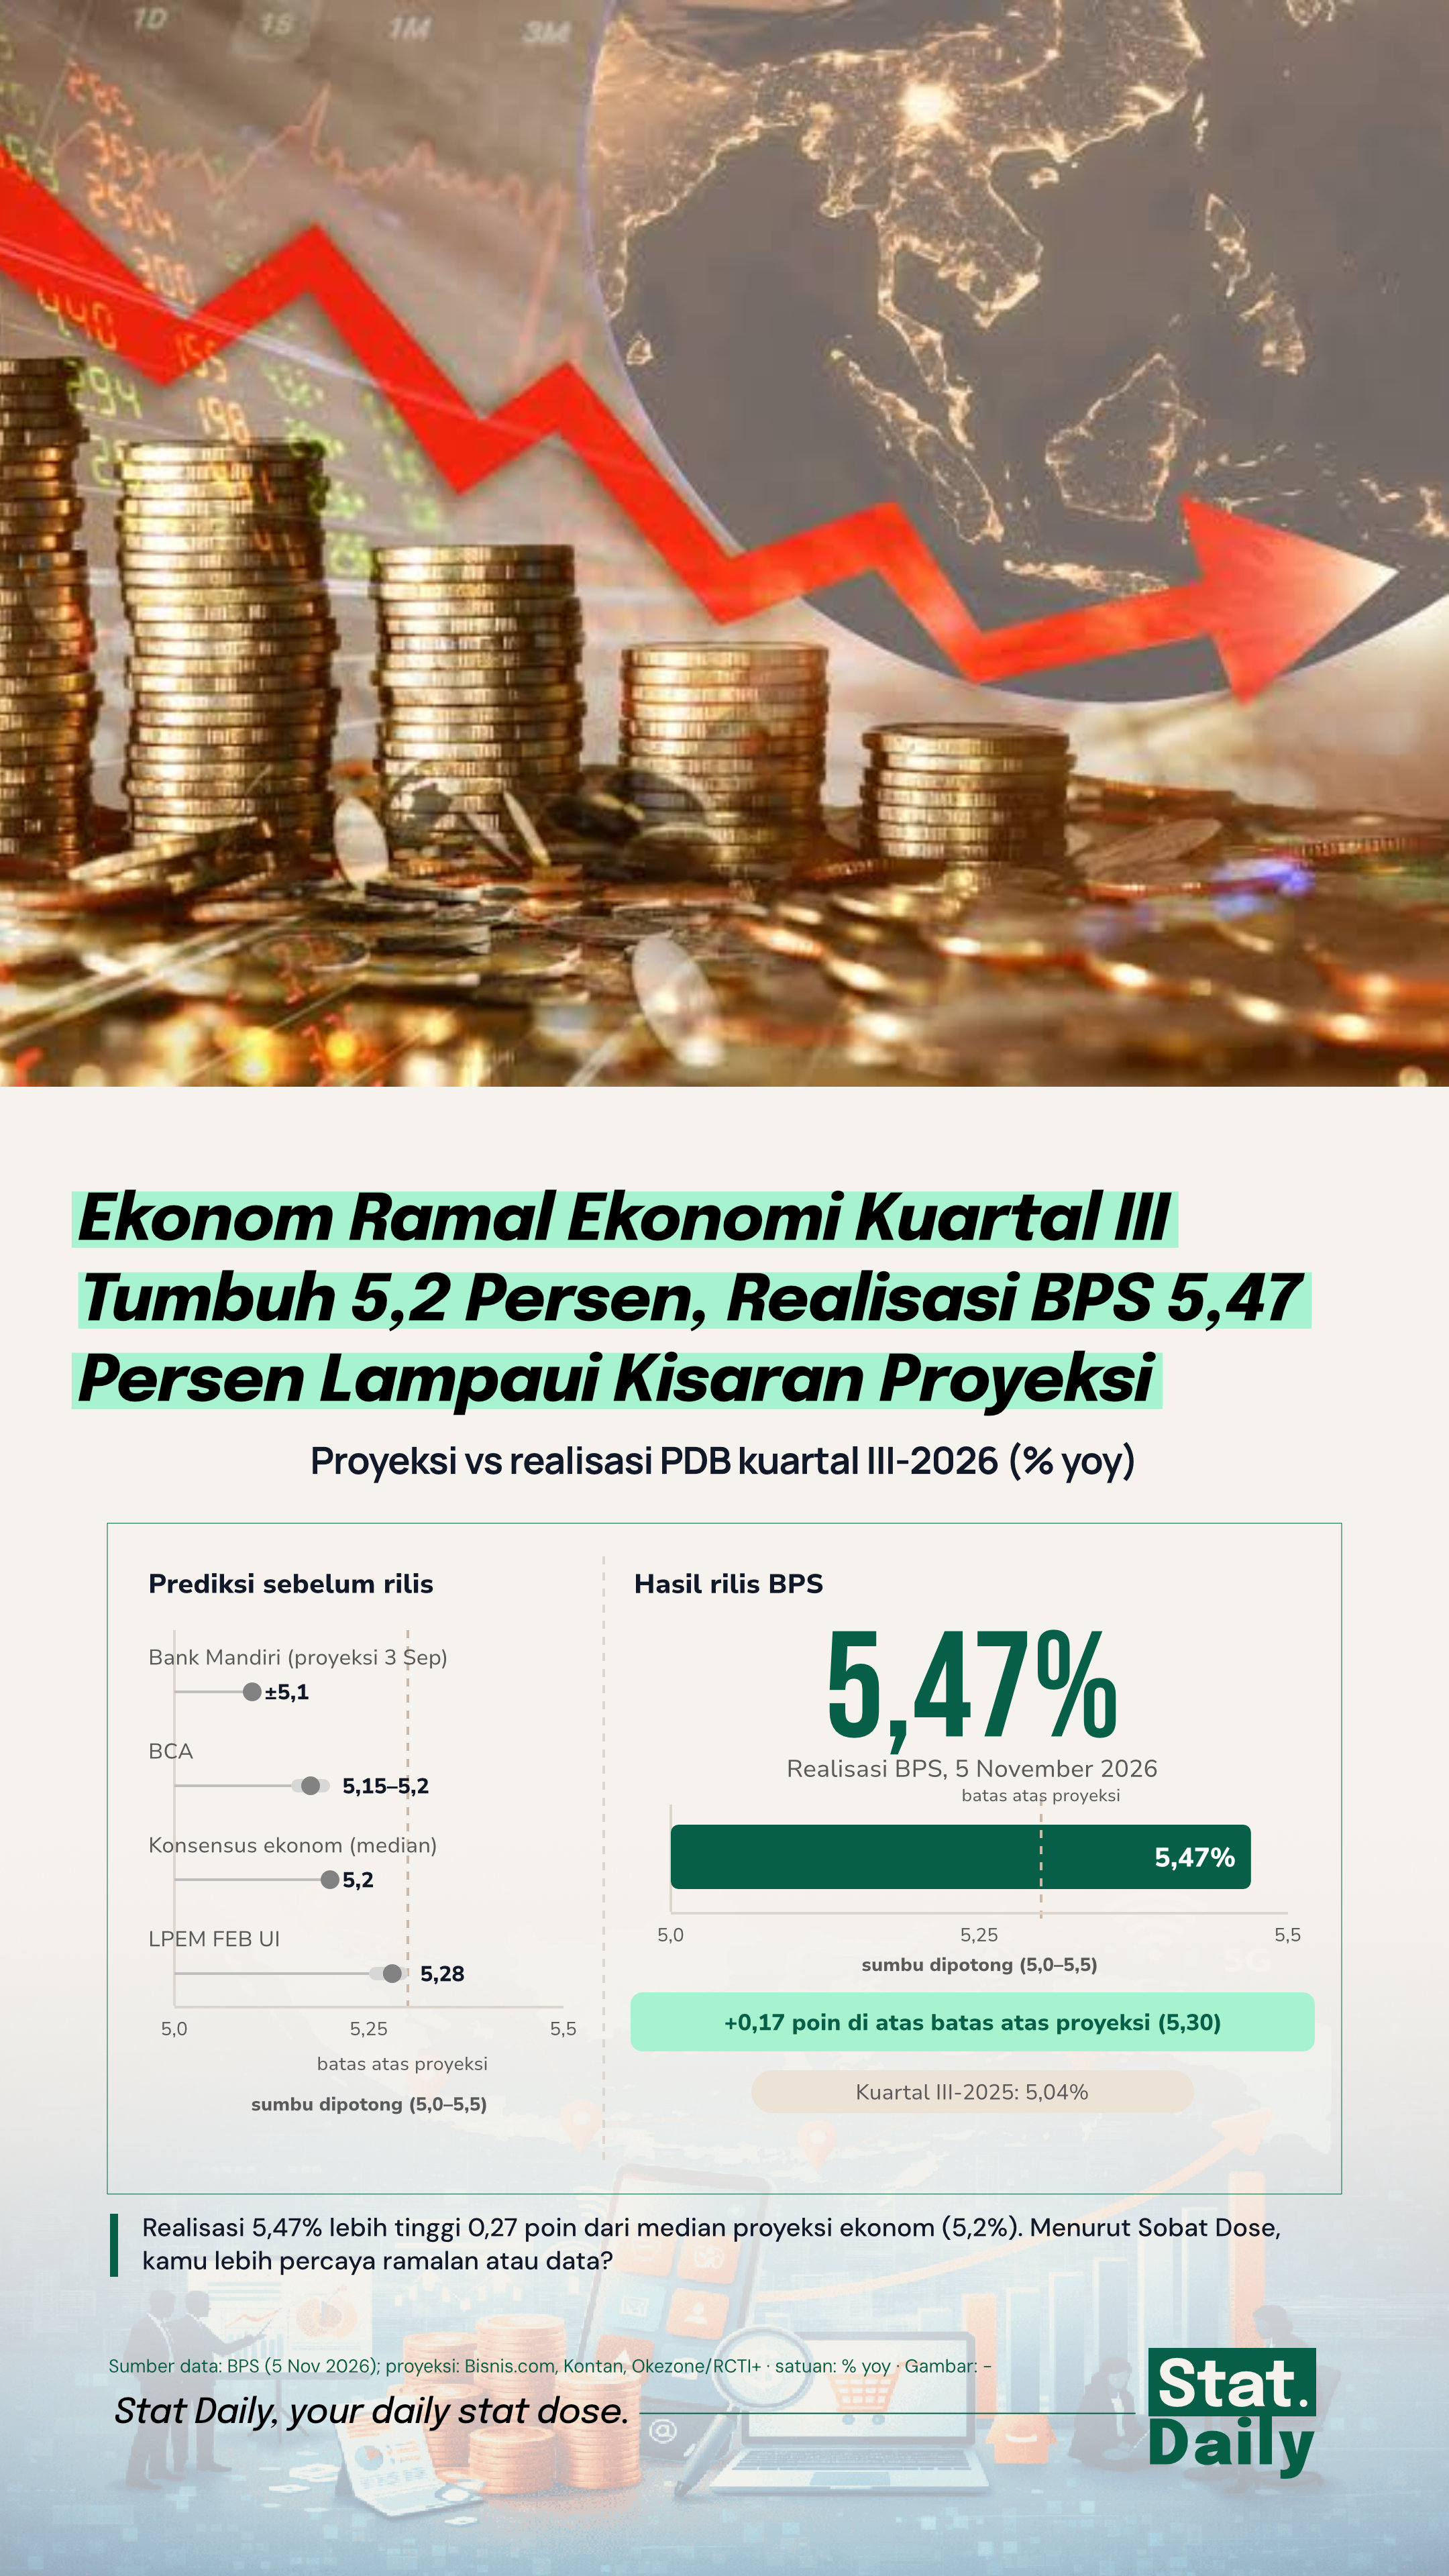 1D 1S 1M 3M
Ekonom Ramal Ekonomi Kuartal III
Tumbuh 5,2 Persen, Realisasi BPS 5,47
Persen Lampaui Kisaran Proyeksi
Proyeksi vs realisasi PDB kuartal III-2026 (% yoy)
Prediksi sebelum rilis
Bank Mandiri (proyeksi 3 Sep)
±5,1
BCA
5,15–5,2
Konsensus ekonom (median)
5,2
LPEM FEB UI
5,28
5,0 5,25 5,5
batas atas proyeksi
sumbu dipotong (5,0–5,5)
Hasil rilis BPS
5,47%
Realisasi BPS, 5 November 2026
batas atas proyeksi
5,47%
5,0 5,25 5,5
sumbu dipotong (5,0–5,5)
5G
+0,17 poin di atas batas atas proyeksi (5,30)
Kuartal III-2025: 5,04%
Realisasi 5,47% lebih tinggi 0,27 poin dari median proyeksi ekonom (5,2%). Menurut Sobat Dose,
kamu lebih percaya ramalan atau data?
Sumber data: BPS (5 Nov 2026); proyeksi: Bisnis.com, Kontan, Okezone/RCTI+ · satuan: % yoy · Gambar: –
Stat Daily, your daily stat dose.
Stat.
Daily